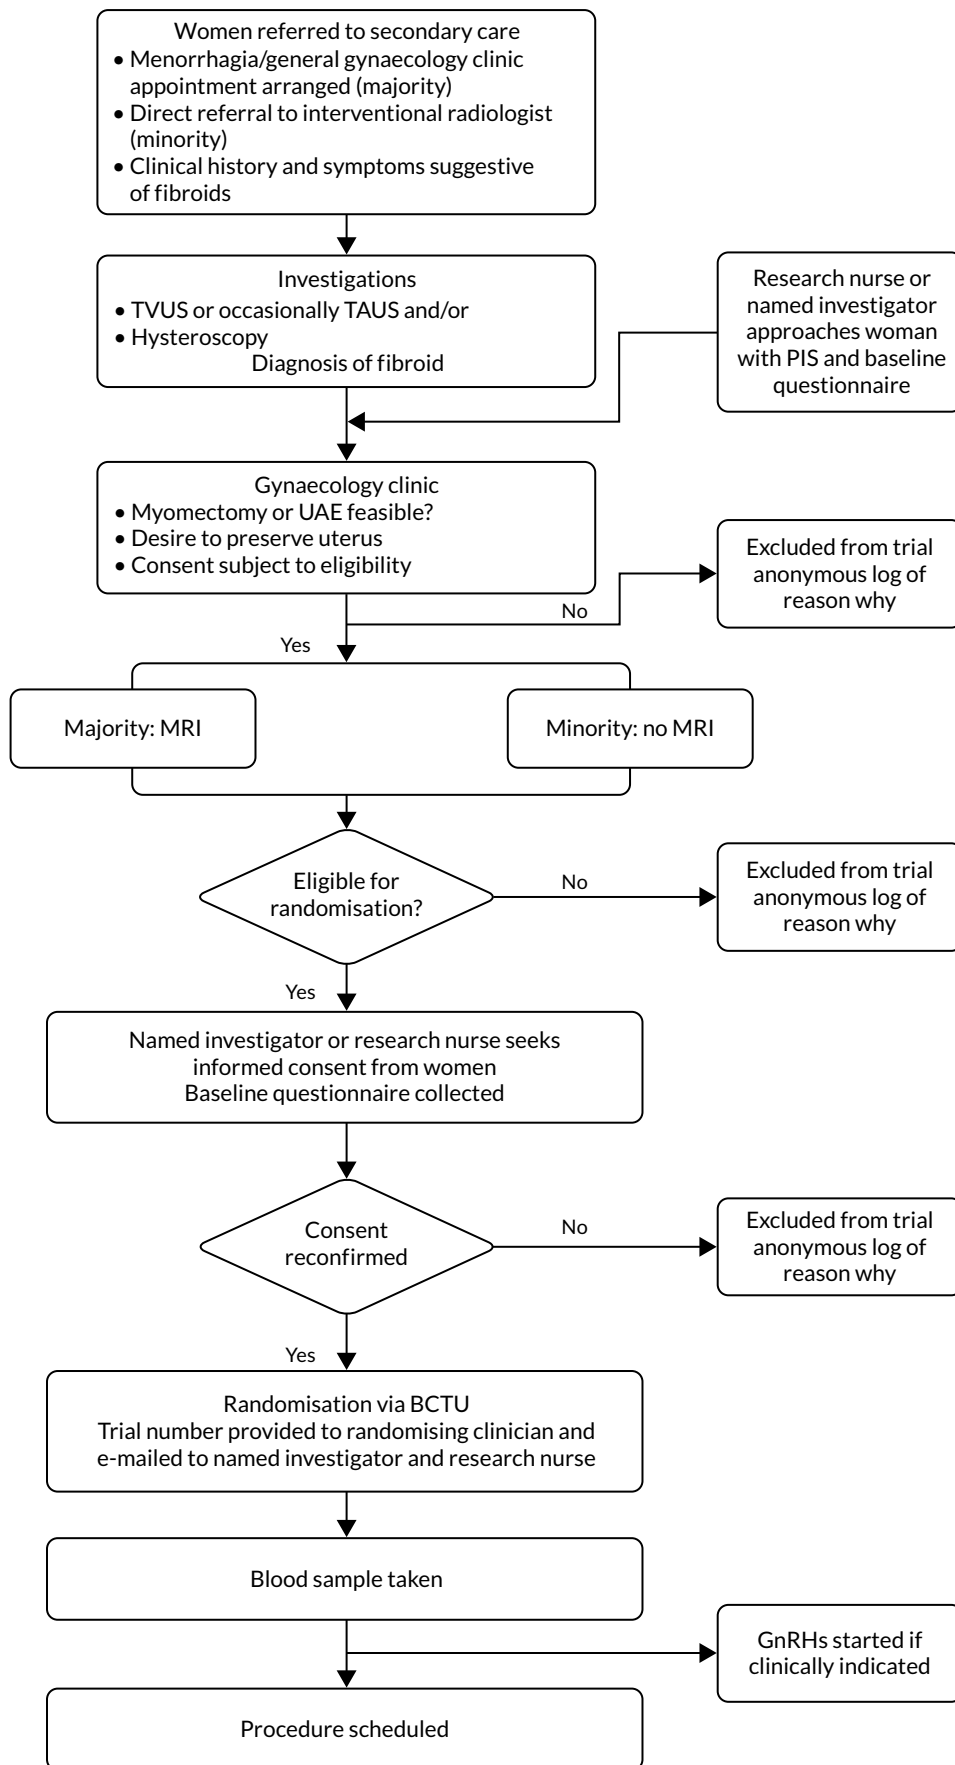 Women referred to secondary care
• Menorrhagia/general gynaecology clinic
appointment arranged (majority)
• Direct referral to interventional radiologist
(minority)
• Clinical history and symptoms suggestive
of fibroids
Investigations
• TVUS or occasionally TAUS and/or
• Hysteroscopy
Diagnosis of fibroid
Research nurse or
named investigator
approaches woman
with PIS and baseline
questionnaire
Gynaecology clinic
• Myomectomy or UAE feasible?
• Desire to preserve uterus
• Consent subject to eligibility
No
Excluded from trial
anonymous log of
reason why
Yes
Majority: MRI
Minority: no MRI
Eligible for
randomisation?
No
Excluded from trial
anonymous log of
reason why
Yes
Named investigator or research nurse seeks
informed consent from women
Baseline questionnaire collected
Consent
reconfirmed
No
Excluded from trial
anonymous log of
reason why
Yes
Randomisation via BCTU
Trial number provided to randomising clinician and
e-mailed to named investigator and research nurse
Blood sample taken
GnRHs started if
clinically indicated
Procedure scheduled